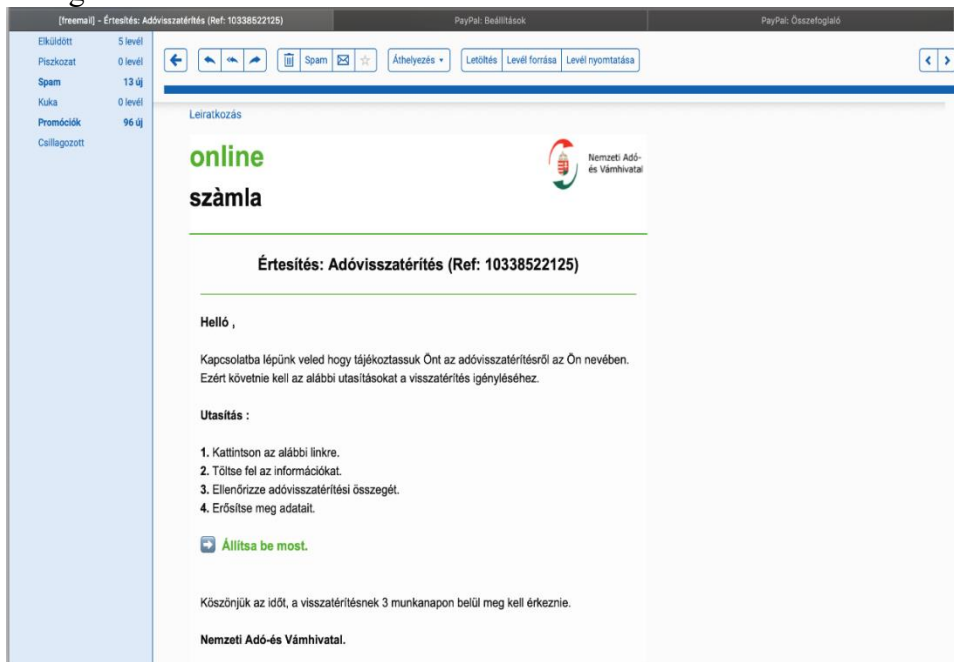 [freemail] – Értesítés: Adóvisszatérítés (Ref: 10338522125)
PayPal: Beállítások
PayPal: Összefoglaló
Elküldött 5 levél
Piszkozat 0 levél
Spam 13 új
Kuka 0 levél
Promóciók 96 új
Csillagozott
Spam
Áthelyezés
Letöltés
Levél forrása
Levél nyomtatása
Leiratkozás
online
szàmla
Nemzeti Adó-
és Vámhivatal
Értesítés: Adóvisszatérítés (Ref: 10338522125)
Helló ,
Kapcsolatba lépünk veled hogy tájékoztassuk Önt az adóvisszatérítésről az Ön nevében.
Ezért követnie kell az alábbi utasításokat a visszatérítés igényléséhez.
Utasítás :
1. Kattintson az alábbi linkre.
2. Töltse fel az információkat.
3. Ellenőrizze adóvisszatérítési összegét.
4. Erősítse meg adatait.
Állítsa be most.
Köszönjük az időt, a visszatérítésnek 3 munkanapon belül meg kell érkeznie.
Nemzeti Adó-és Vámhivatal.